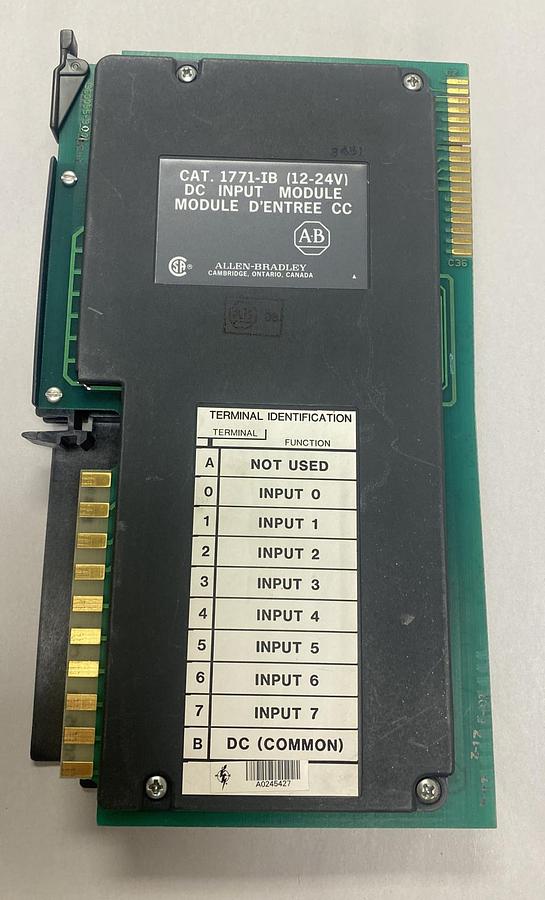 CAT. 1771-IB (12-24V)
DC INPUT MODULE
MODULE D'ENTREE CC
A·B
SA ®
ALLEN-BRADLEY
CAMBRIDGE, ONTARIO, CANADA
C36
TERMINAL IDENTIFICATION
TERMINAL
FUNCTION
A NOT USED
0 INPUT 0
1 INPUT 1
2 INPUT 2
3 INPUT 3
4 INPUT 4
5 INPUT 5
6 INPUT 6
7 INPUT 7
B DC (COMMON)
A0245427